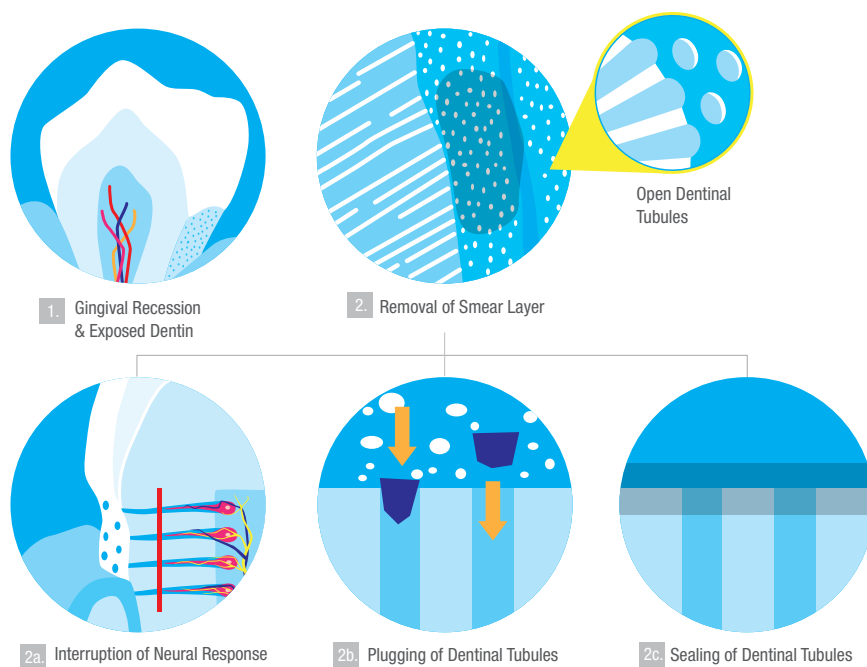 Open Dentinal
Tubules
1. Gingival Recession
& Exposed Dentin
2. Removal of Smear Layer
2a. Interruption of Neural Response
2b. Plugging of Dentinal Tubules
2c. Sealing of Dentinal Tubules